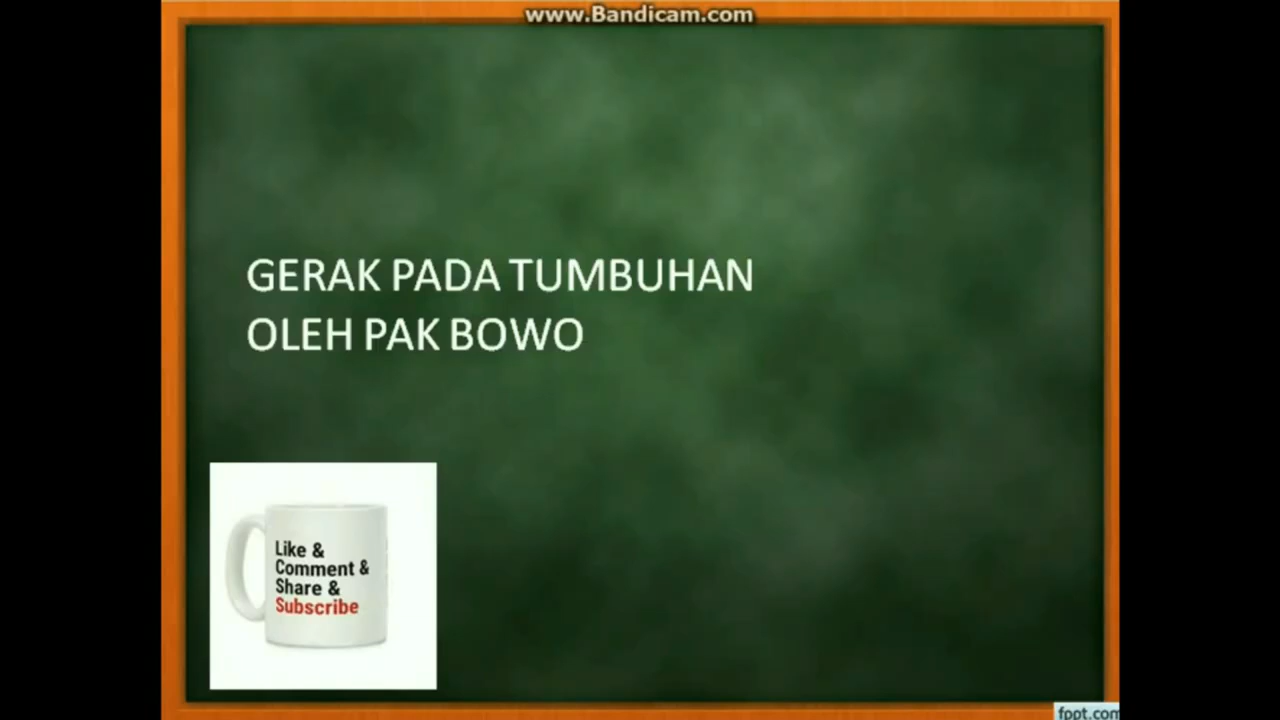 www.Bandicam.com
GERAK PADA TUMBUHAN
OLEH PAK BOWO
Like &
Comment &
Share &
Subscribe
fppt.com